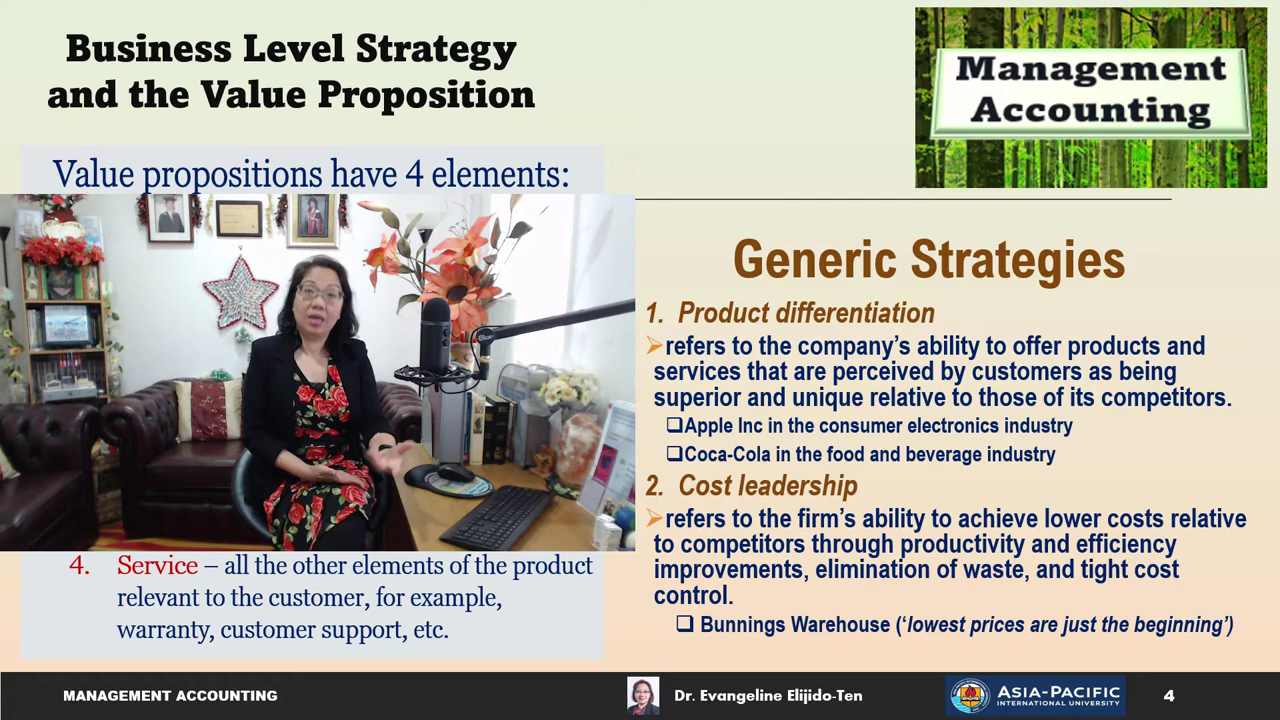 Business Level Strategy
and the Value Proposition
Management
Accounting
Value propositions have 4 elements:
4. Service – all the other elements of the product
relevant to the customer, for example,
warranty, customer support, etc.
Generic Strategies
1. Product differentiation
➢refers to the company’s ability to offer products and
services that are perceived by customers as being
superior and unique relative to those of its competitors.
❑Apple Inc in the consumer electronics industry
❑Coca-Cola in the food and beverage industry
2. Cost leadership
➢refers to the firm’s ability to achieve lower costs relative
to competitors through productivity and efficiency
improvements, elimination of waste, and tight cost
control.
❑ Bunnings Warehouse (‘lowest prices are just the beginning’)
MANAGEMENT ACCOUNTING
Dr. Evangeline Elijido-Ten
ASIA-PACIFIC
INTERNATIONAL UNIVERSITY
4